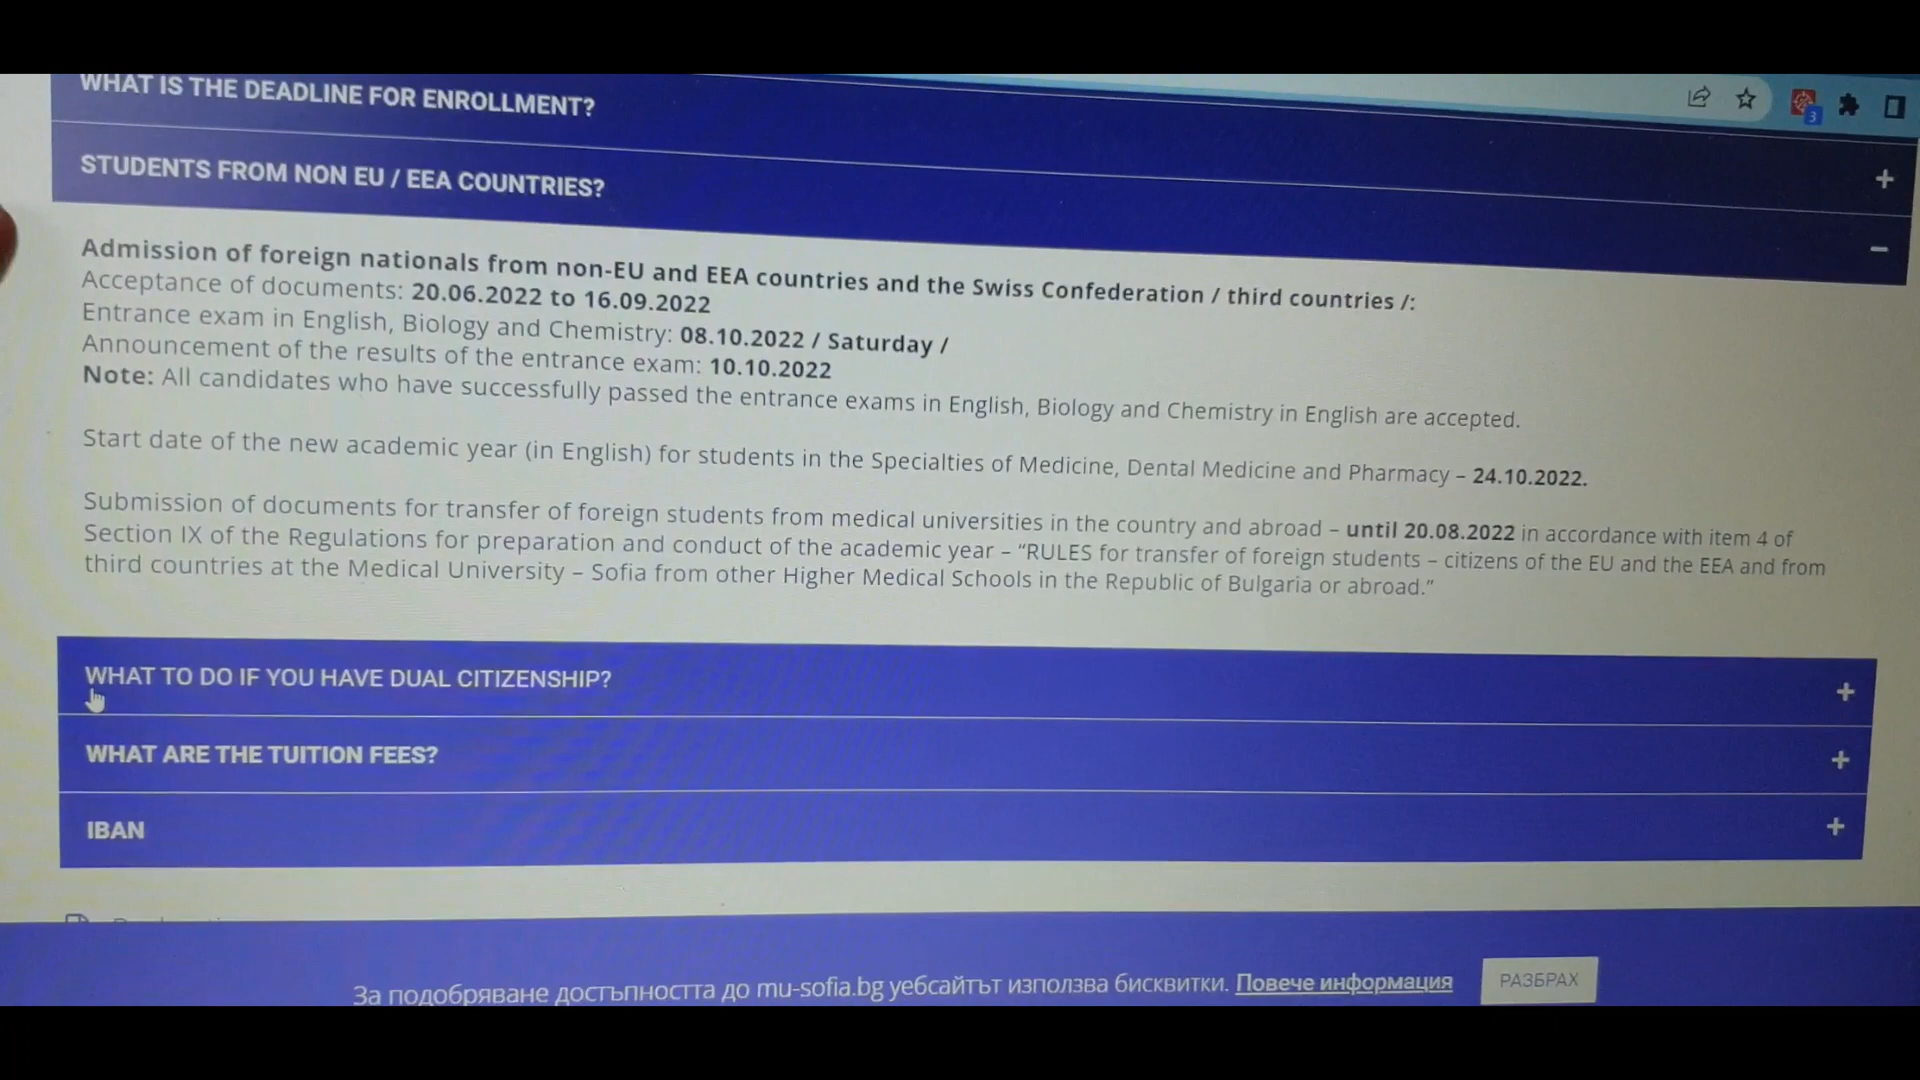 WHAT IS THE DEADLINE FOR ENROLLMENT?
STUDENTS FROM NON EU / EEA COUNTRIES?
Admission of foreign nationals from non-EU and EEA countries and the Swiss Confederation / third countries /:
Acceptance of documents: 20.06.2022 to 16.09.2022
Entrance exam in English, Biology and Chemistry: 08.10.2022 / Saturday /
Announcement of the results of the entrance exam: 10.10.2022
Note: All candidates who have successfully passed the entrance exams in English, Biology and Chemistry in English are accepted.
Start date of the new academic year (in English) for students in the Specialties of Medicine, Dental Medicine and Pharmacy – 24.10.2022.
Submission of documents for transfer of foreign students from medical universities in the country and abroad – until 20.08.2022 in accordance with item 4 of
Section IX of the Regulations for preparation and conduct of the academic year – “RULES for transfer of foreign students – citizens of the EU and the EEA and from
third countries at the Medical University – Sofia from other Higher Medical Schools in the Republic of Bulgaria or abroad.”
WHAT TO DO IF YOU HAVE DUAL CITIZENSHIP?
WHAT ARE THE TUITION FEES?
IBAN
За подобряване достъпността до mu-sofia.bg уебсайтът използва бисквитки. Повече информация
РАЗБРАХ
3